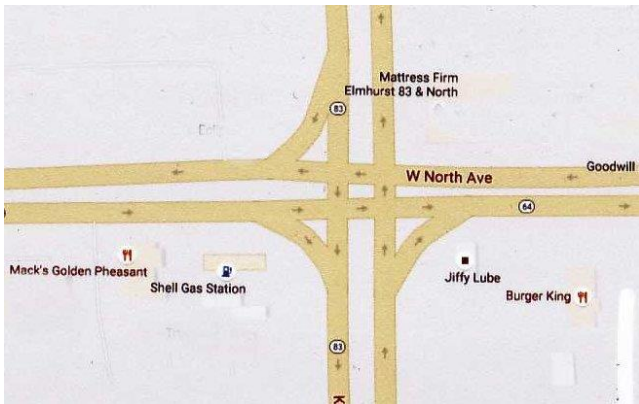 Mattress Firm
Elmhurst 83 & North
83
Goodwill
W North Ave
64
Mack's Golden Pheasant
Shell Gas Station
Jiffy Lube
Burger King
83
K